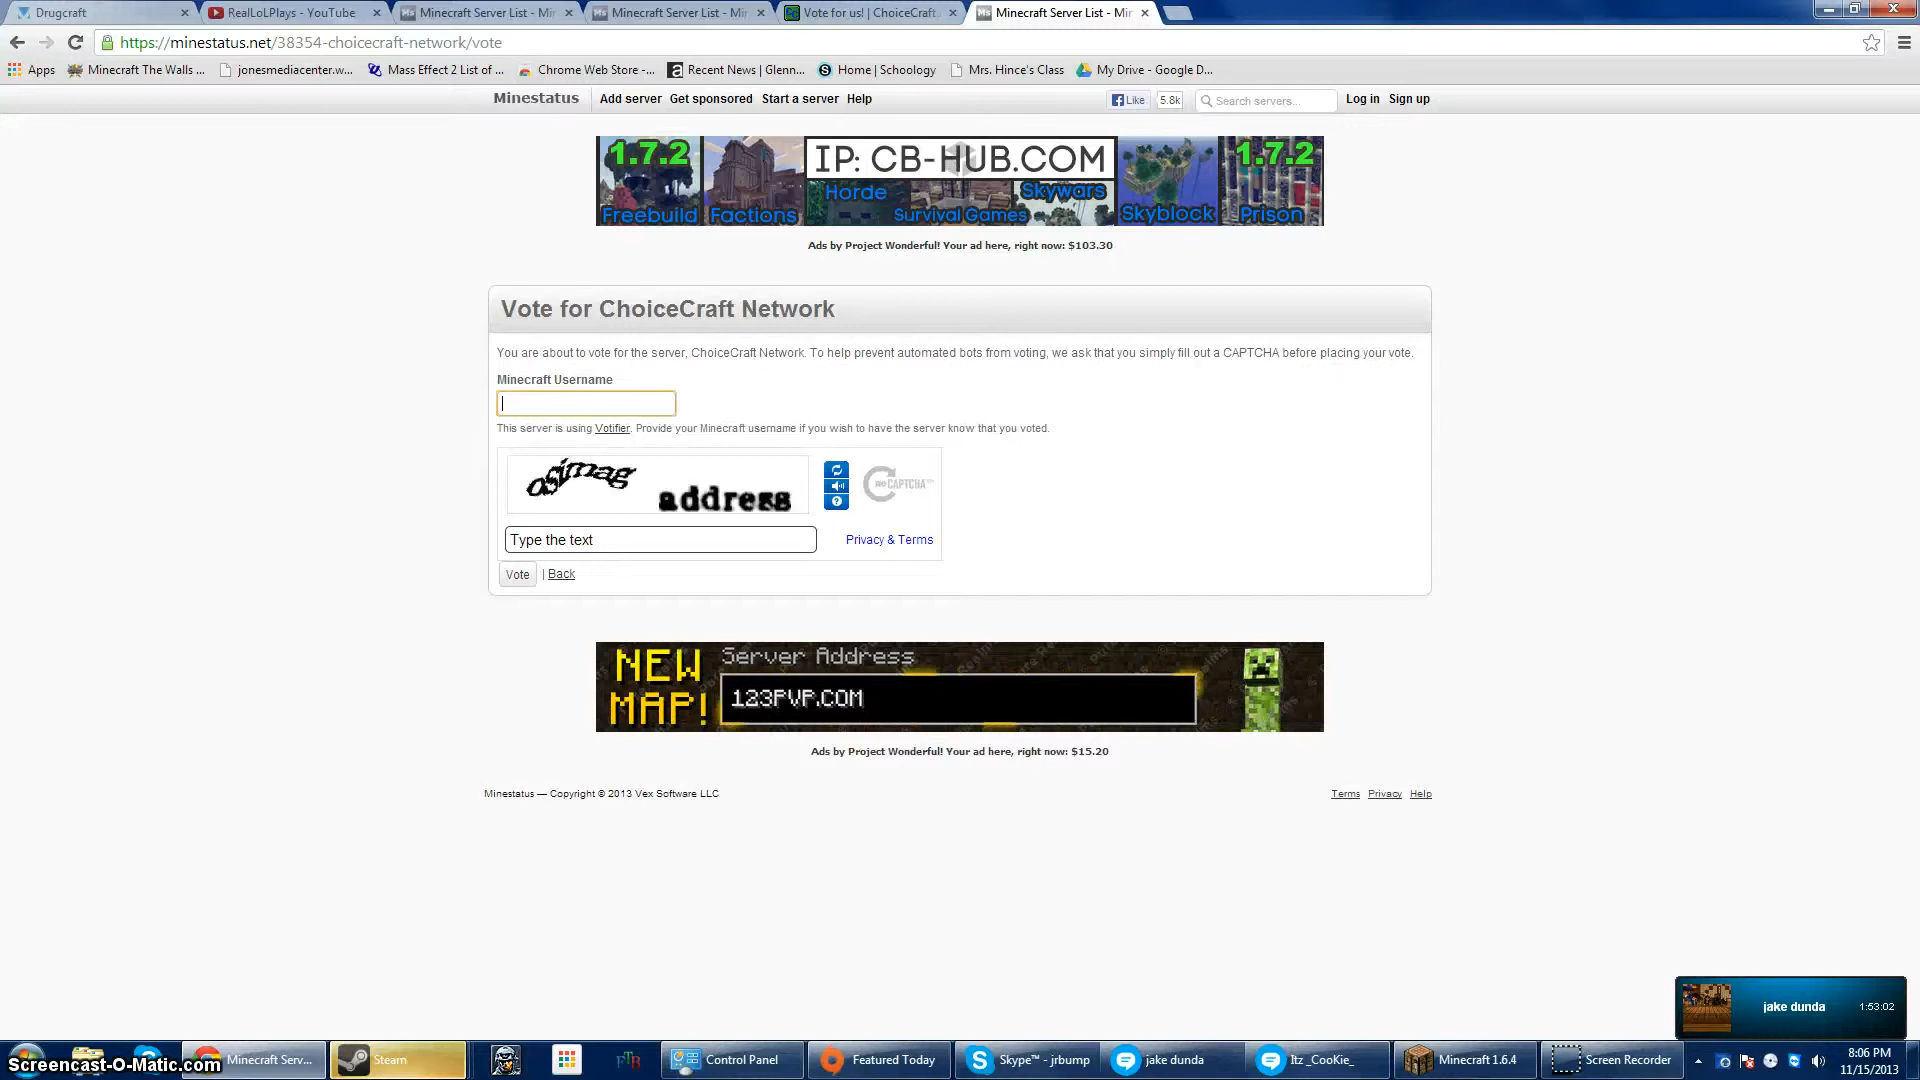 Drugcraft
RealLoLPlays - YouTube
Minecraft Server List - Mir
Minecraft Server List - Mir
Vote for us! | ChoiceCraft
Minecraft Server List - Mir
https://minestatus.net/38354-choicecraft-network/vote
Apps
Minecraft The Walls ...
jonesmediacenter.w...
Mass Effect 2 List of ...
Chrome Web Store -...
Recent News | Glenn...
Home | Schoology
Mrs. Hince's Class
My Drive - Google D...
Minestatus
Add server
Get sponsored
Start a server
Help
Like
5.8k
Search servers...
Log in
Sign up
1.7.2
IP: CB-HUB.COM
1.7.2
Freebuild
Factions
Horde
Survival Games
Skywars
Skyblock
Prison
Ads by Project Wonderful! Your ad here, right now: $103.30
Vote for ChoiceCraft Network
You are about to vote for the server, ChoiceCraft Network. To help prevent automated bots from voting, we ask that you simply fill out a CAPTCHA before placing your vote.
Minecraft Username
This server is using Votifier. Provide your Minecraft username if you wish to have the server know that you voted.
osimag address
reCAPTCHA
Type the text
Privacy & Terms
Vote | Back
NEW MAP!
Server Address
123PVP.COM
Ads by Project Wonderful! Your ad here, right now: $15.20
Minestatus — Copyright © 2013 Vex Software LLC
Terms Privacy Help
jake dunda
1:53:02
Screencast-O-Matic.com
Minecraft Serv...
Steam
FTB
Control Panel
Featured Today
Skype™ - jrbump
jake dunda
Itz _CooKie_
Minecraft 1.6.4
Screen Recorder
8:06 PM
11/15/2013